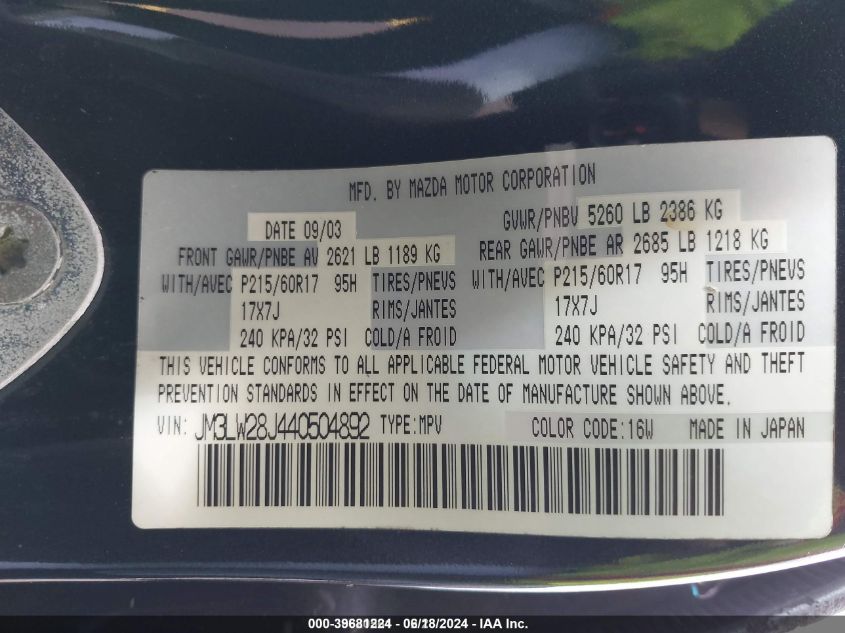 MFD. BY MAZDA MOTOR CORPORATION
DATE 09/03 GVWR/PNBV 5260 LB 2386 KG
FRONT GAWR/PNBE AV 2621 LB 1189 KG REAR GAWR/PNBE AR 2685 LB 1218 KG
WITH/AVEC P215/60R17 95H TIRES/PNEUS WITH/AVEC P215/60R17 95H TIRES/PNEUS
17X7J RIMS/JANTES 17X7J RIMS/JANTES
240 KPA/32 PSI COLD/A FROID 240 KPA/32 PSI COLD/A FROID
THIS VEHICLE CONFORMS TO ALL APPLICABLE FEDERAL MOTOR VEHICLE SAFETY AND THEFT
PREVENTION STANDARDS IN EFFECT ON THE DATE OF MANUFACTURE SHOWN ABOVE.
VIN: JM3LW28J440504892 TYPE:MPV COLOR CODE:16W MADE IN JAPAN
06/18/2024 - IAA Inc.